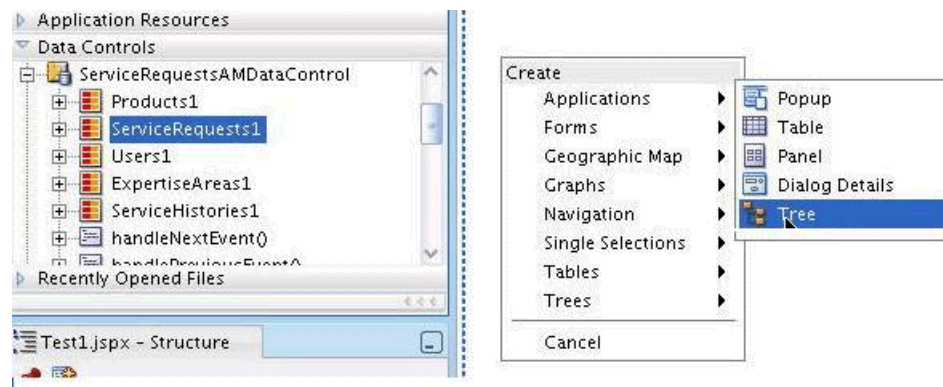 Application Resources
Data Controls
ServiceRequestsAMDataControl
Products1
ServiceRequests1
Users1
ExpertiseAreas1
ServiceHistories1
handleNextEvent()
handlePreviousEvent()
Recently Opened Files
Test1.jspx - Structure
Create
Applications
Forms
Geographic Map
Graphs
Navigation
Single Selections
Tables
Trees
Cancel
Popup
Table
Panel
Dialog Details
Tree